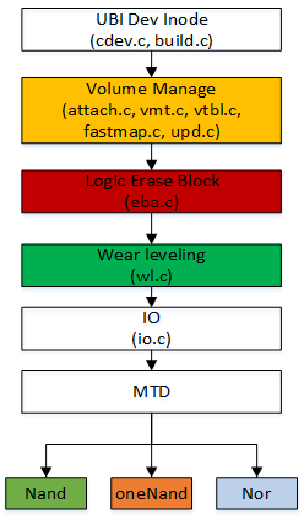 UBI Dev Inode
(cdev.c, build.c)
Volume Manage
(attach.c, vmt.c, vtbl.c,
fastmap.c, upd.c)
Logic Erase Block
(eba.c)
Wear leveling
(wl.c)
IO
(io.c)
MTD
Nand
oneNand
Nor